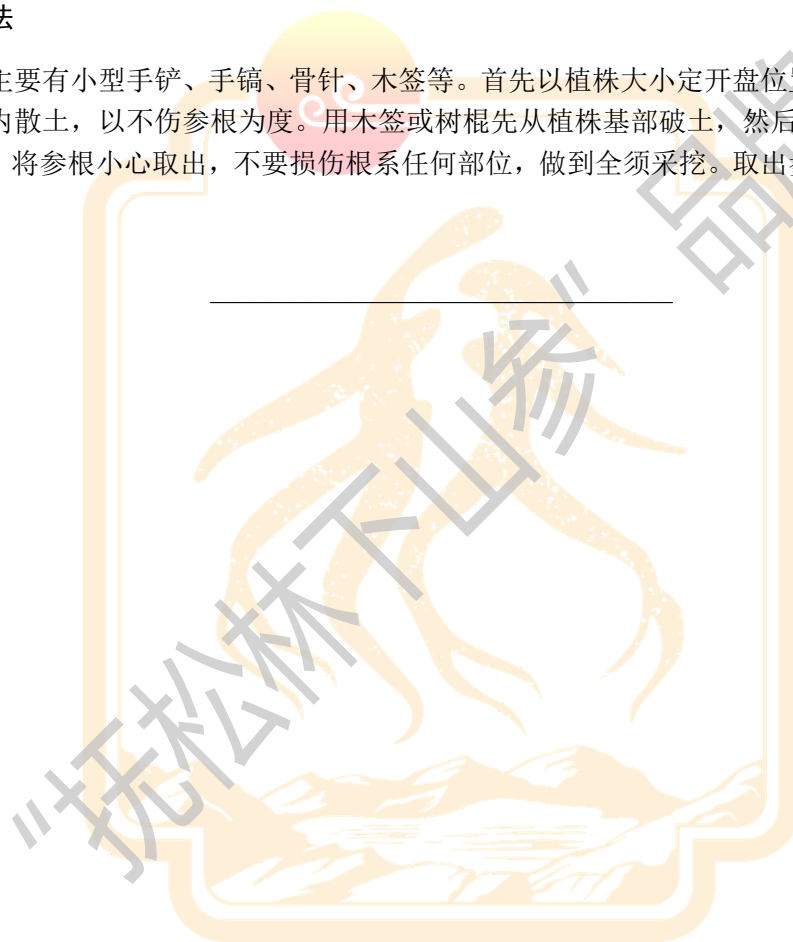 法
主要有小型手铲、手镐、骨针、木签等。首先以植株大小定开盘位
内散土，以不伤参根为度。用木签或树棍先从植株基部破土，然后
将参根小心取出，不要损伤根系任何部位，做到全须采挖。取出
“抚松林下山参”品牌